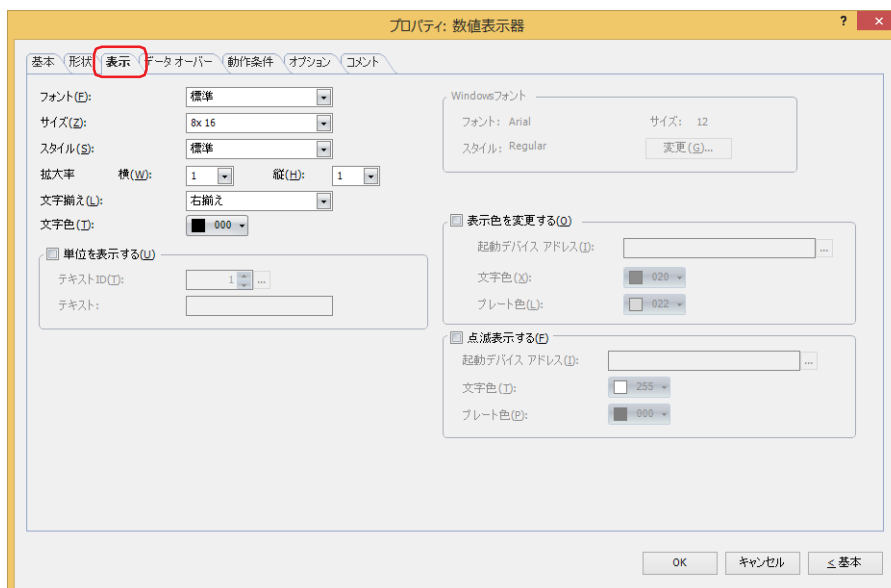 プロパティ: 数値表示器
? ×
基本 形状 表示 データ オーバー 動作条件 オプション コメント
フォント(F): 標準
サイズ(Z): 8x 16
スタイル(S): 標準
拡大率 横(W): 1 縦(H): 1
文字揃え(L): 右揃え
文字色(T): 000
単位を表示する(U)
テキストID(T): 1 ...
テキスト:
Windowsフォント
フォント: Arial サイズ: 12
スタイル: Regular 変更(G)...
表示色を変更する(O)
起動デバイス アドレス(I): ...
文字色(X): 020
プレート色(L): 022
点滅表示する(F)
起動デバイス アドレス(I): ...
文字色(T): 255
プレート色(P): 000
OK キャンセル < 基本